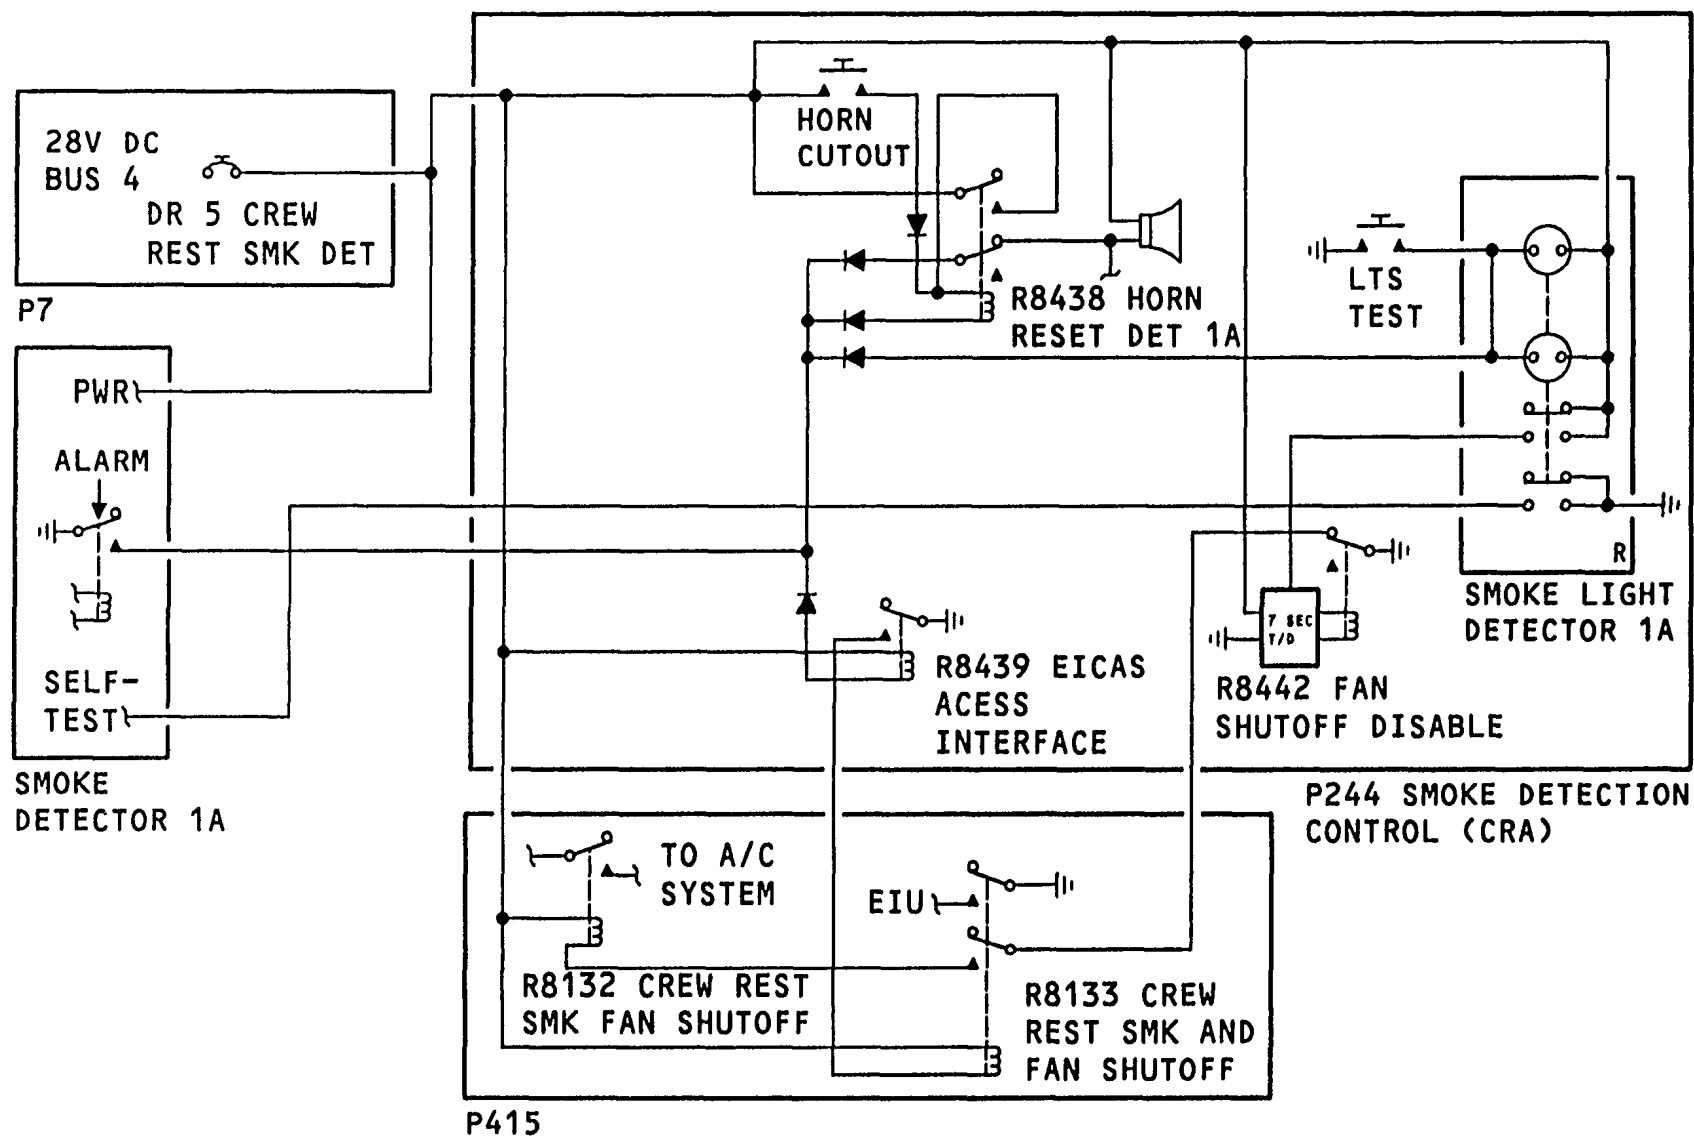 28V DC
BUS 4
DR 5 CREW
REST SMK DET
P7
HORN
CUTOUT
R8438 HORN
RESET DET 1A
LTS
TEST
PWR
ALARM
SELF-
TEST
SMOKE
DETECTOR 1A
R
SMOKE LIGHT
DETECTOR 1A
7 SEC
T/D
R8442 FAN
SHUTOFF DISABLE
R8439 EICAS
ACESS
INTERFACE
P244 SMOKE DETECTION
CONTROL (CRA)
TO A/C
SYSTEM
EIU
R8132 CREW REST
SMK FAN SHUTOFF
R8133 CREW
REST SMK AND
FAN SHUTOFF
P415